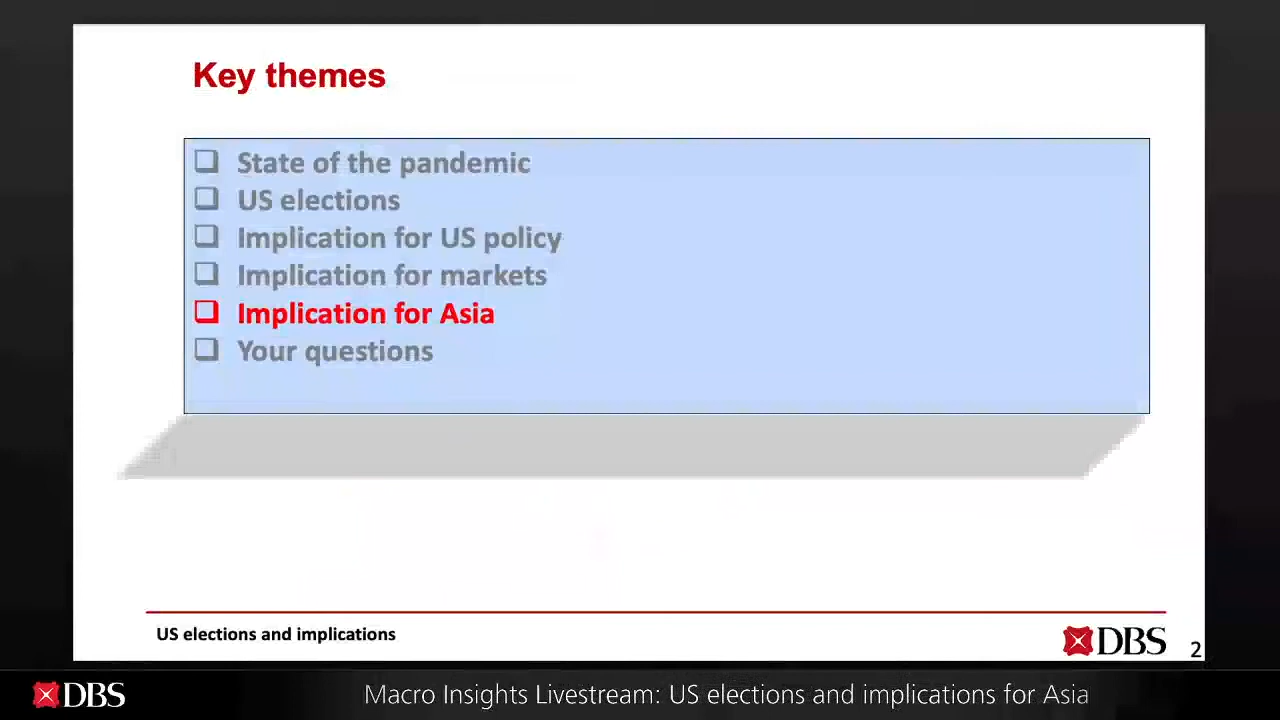 Key themes
State of the pandemic
US elections
Implication for US policy
Implication for markets
Implication for Asia
Your questions
US elections and implications
DBS
2
DBS
Macro Insights Livestream: US elections and implications for Asia